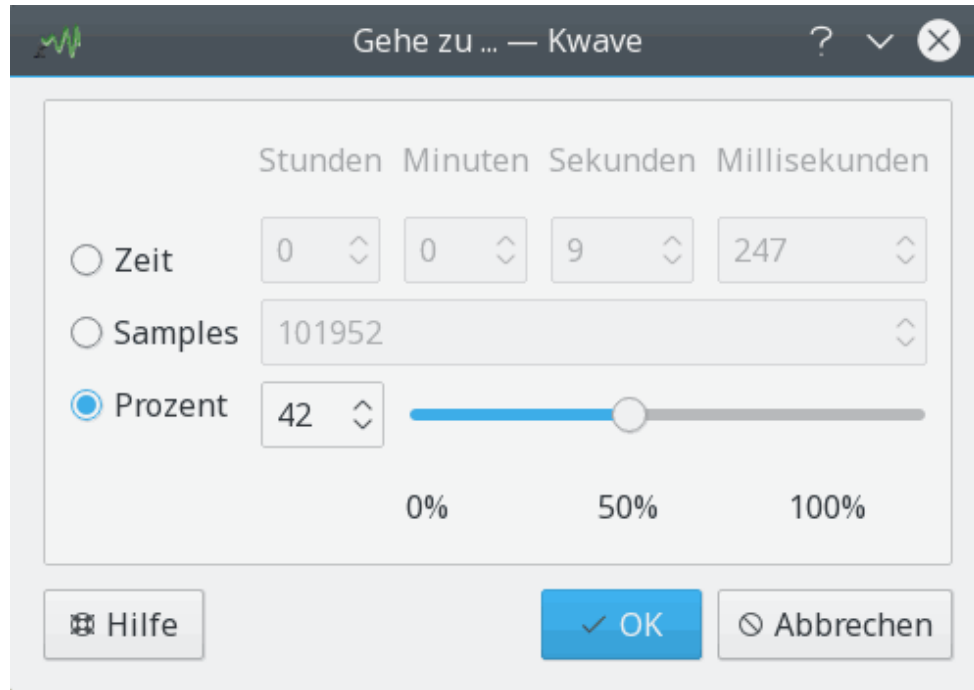 Gehe zu ... — Kwave
Stunden Minuten Sekunden Millisekunden
Zeit 0 0 9 247
Samples 101952
Prozent 42
0% 50% 100%
Hilfe OK Abbrechen